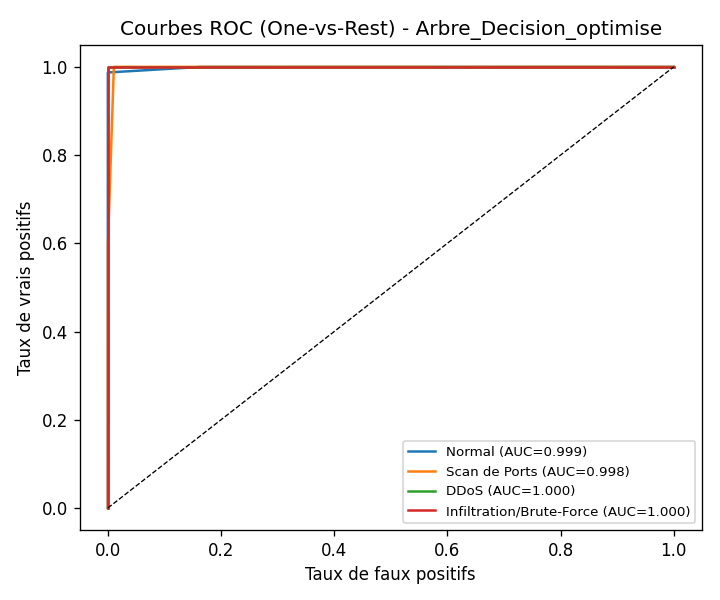 Courbes ROC (One-vs-Rest) - Arbre_Decision_optimise
Taux de vrais positifs
1.0
0.8
0.6
0.4
0.2
0.0
0.0 0.2 0.4 0.6 0.8 1.0
Taux de faux positifs
Normal (AUC=0.999)
Scan de Ports (AUC=0.998)
DDoS (AUC=1.000)
Infiltration/Brute-Force (AUC=1.000)